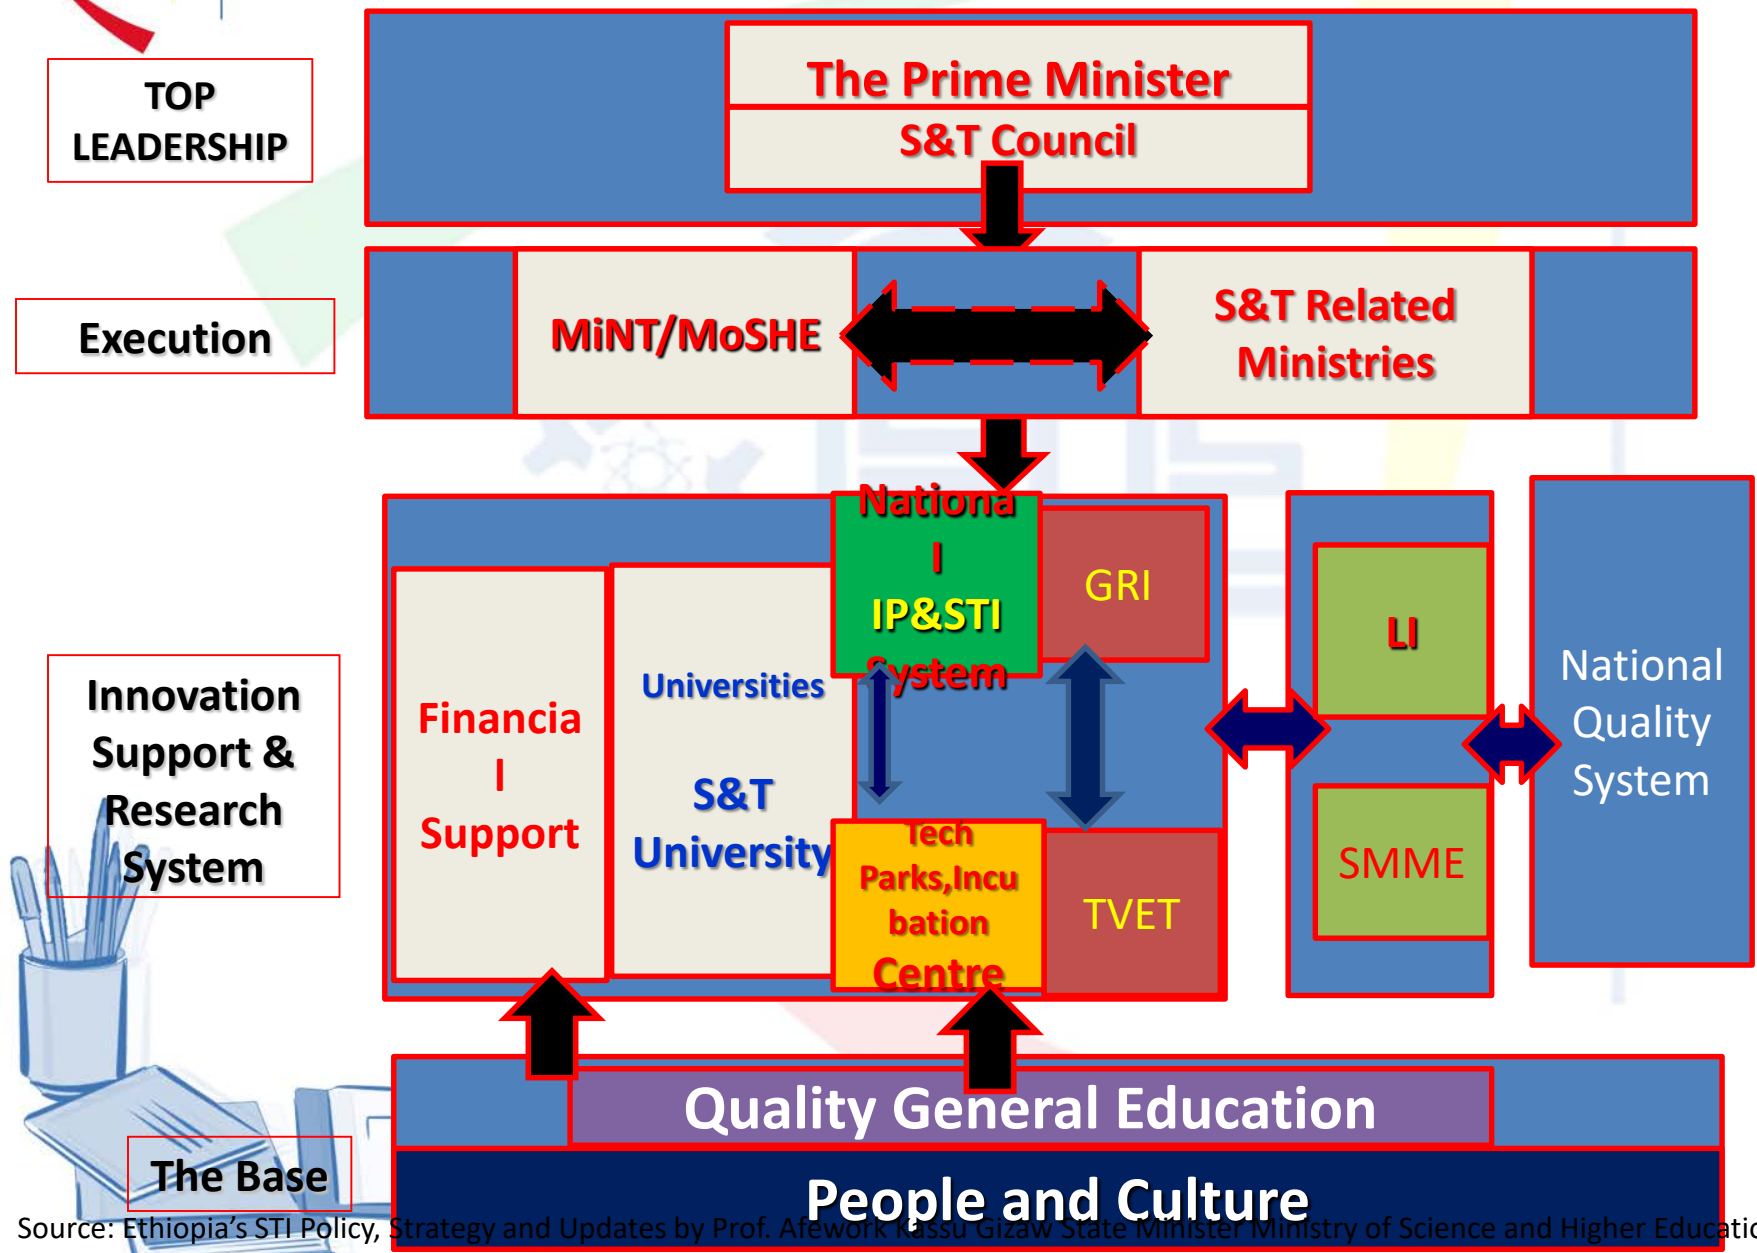 TOP
LEADERSHIP
The Prime Minister
S&T Council
Execution
MiNT/MoSHE
S&T Related
Ministries
Innovation
Support &
Research
System
Financia
l
Support
Universities
S&T
University
Nationa
l
IP&STI
System
GRI
Tech
Parks,Incu
bation
Centre
TVET
LI
SMME
National
Quality
System
The Base
Quality General Education
People and Culture
Source: Ethiopia's STI Policy, Strategy and Updates by Prof. Afework Kassu Gizaw State Minister Ministry of Science and Higher Educatio